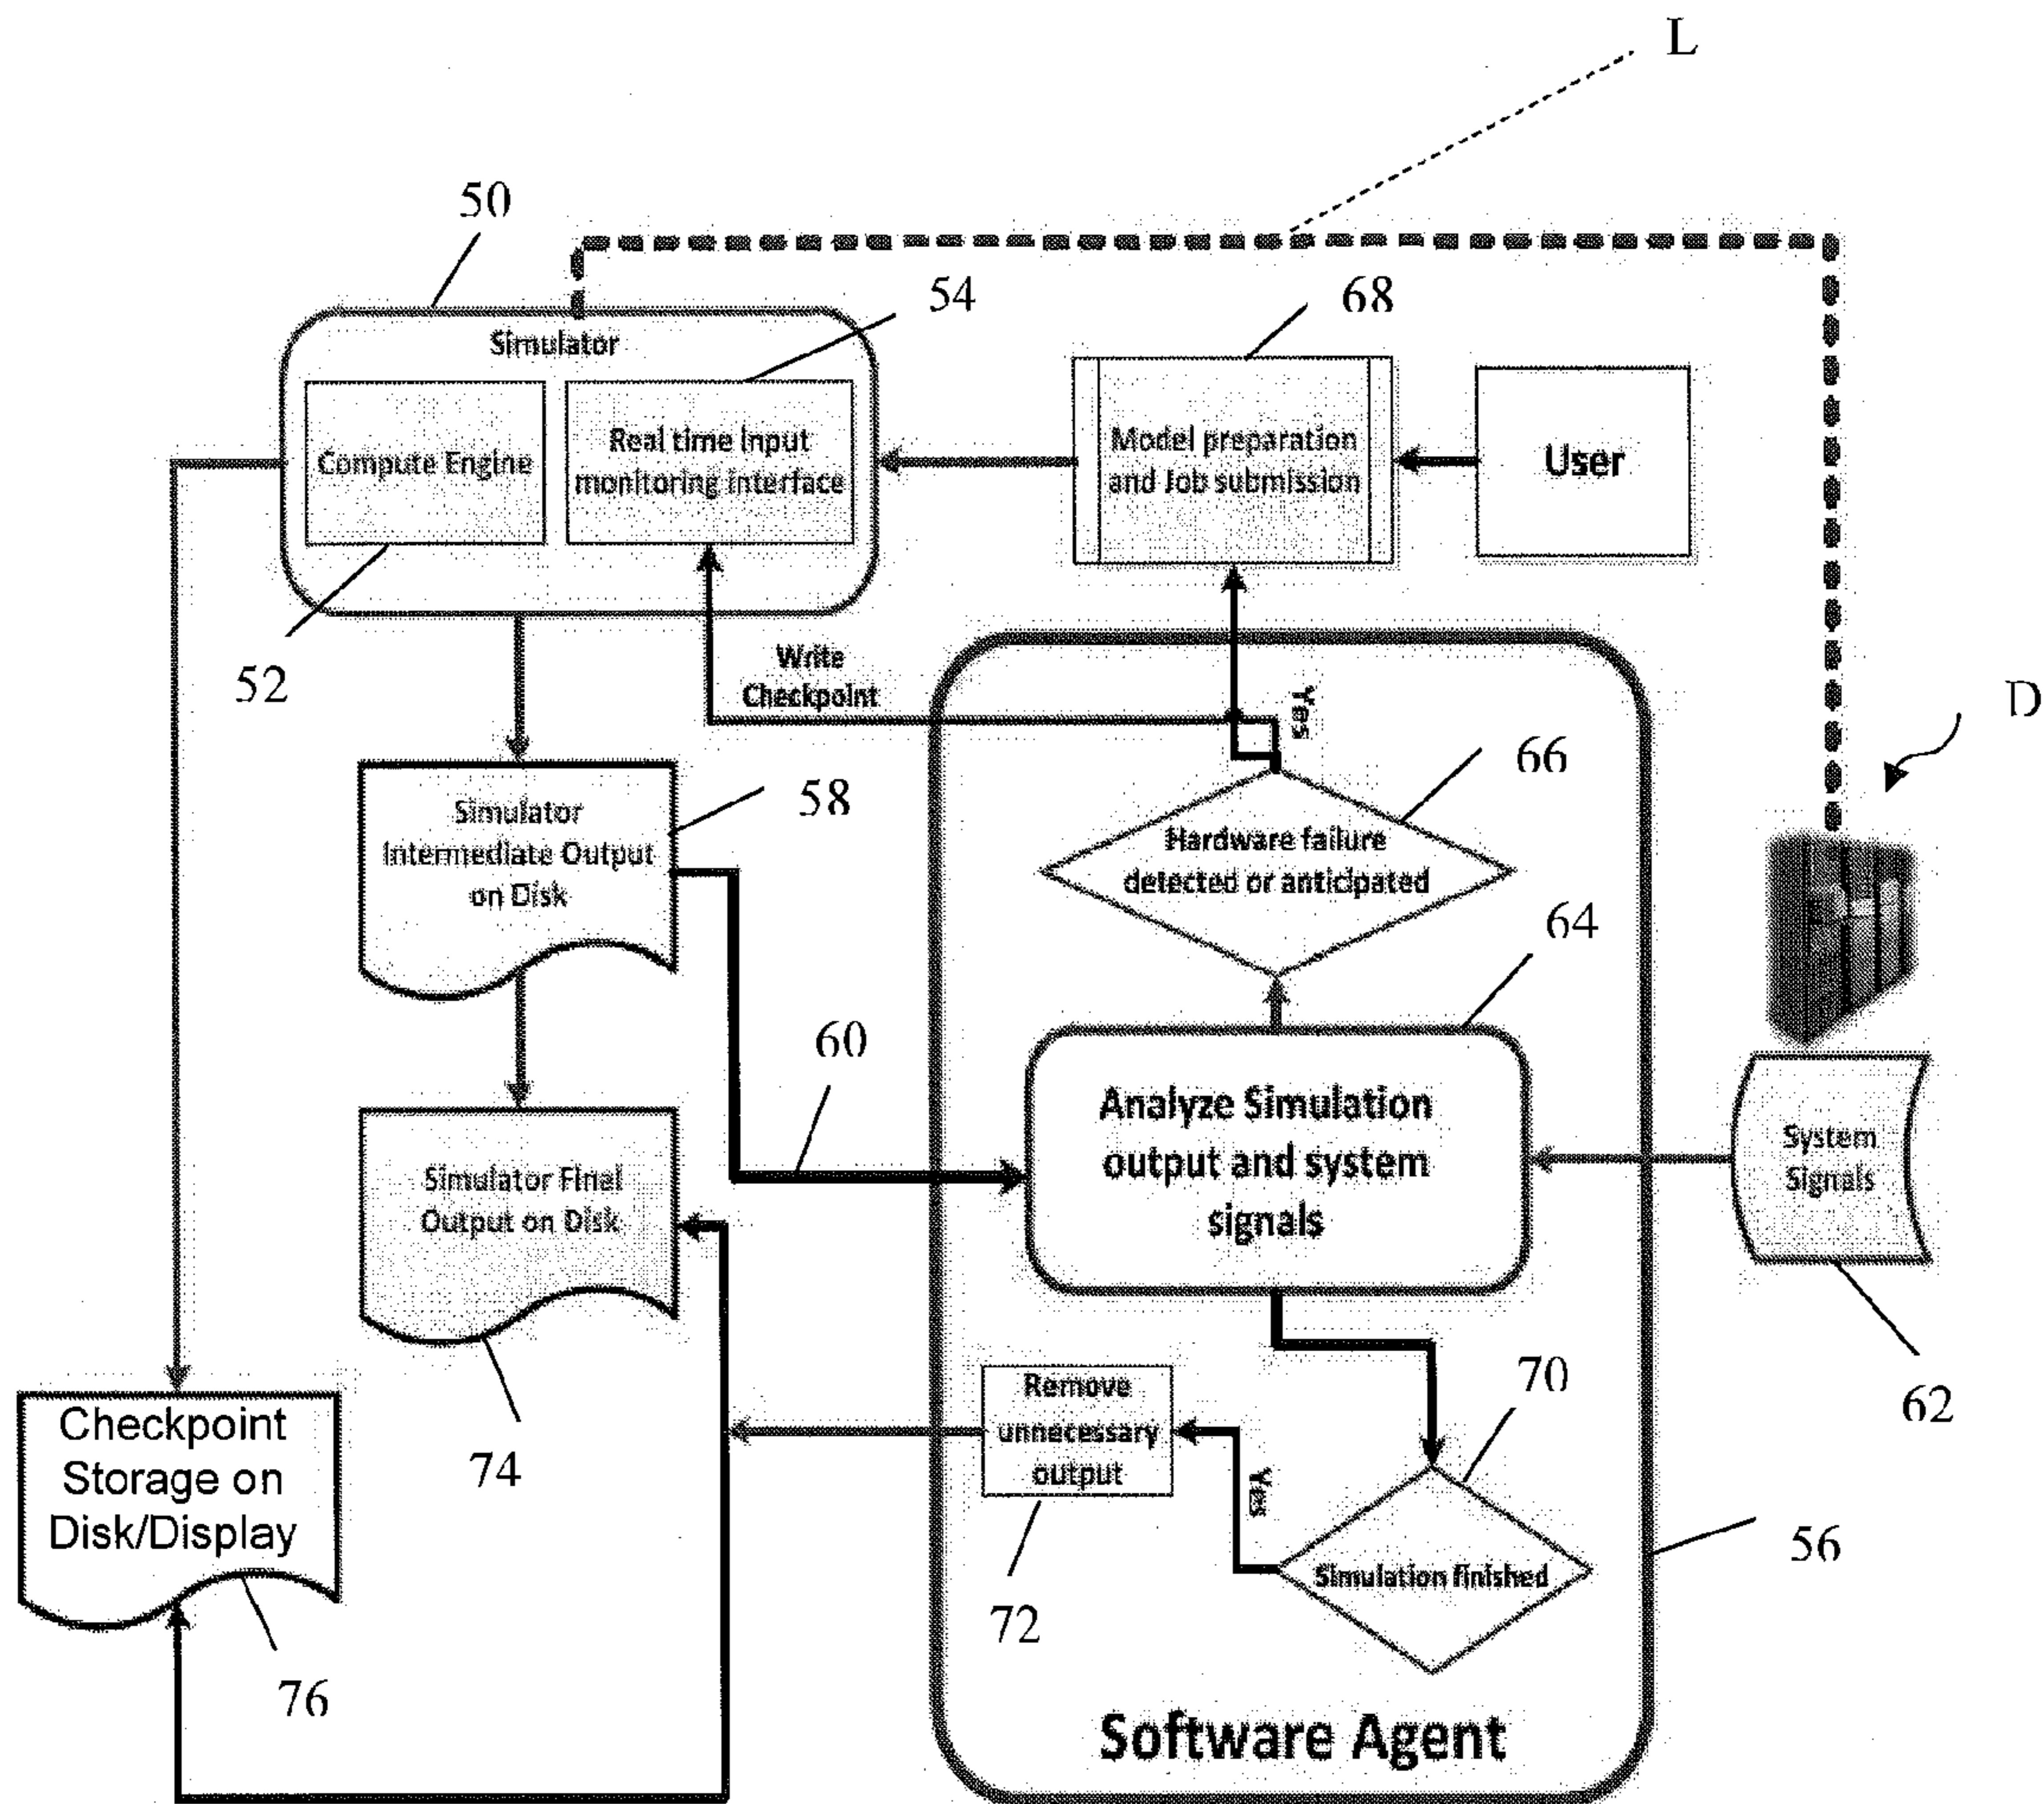 L
50
54
68
Simulator
Compute Engine
Real time Input
monitoring interface
Model preparation
and Job submission
User
52
Write
Checkpoint
Yes
D
66
58
Simulator
Intermediate Output
on Disk
Hardware failure
detected or anticipated
64
60
Analyze Simulation
output and system
signals
System
Signals
Simulator Final
Output on Disk
62
70
Remove
unnecessary
output
Yes
74
Checkpoint
Storage on
Disk/Display
72
Simulation finished
56
76
Software Agent